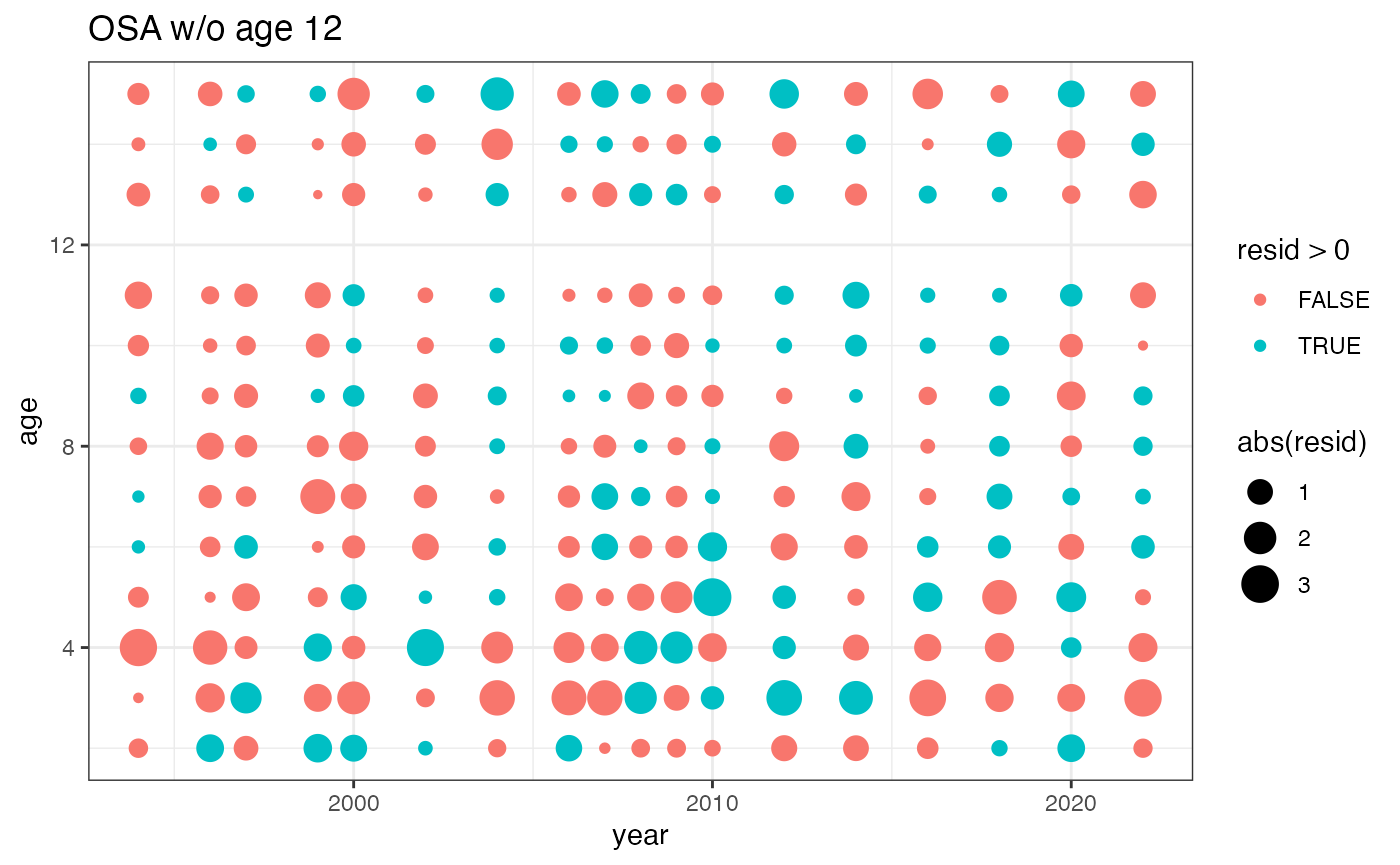 OSA w/o age 12
12
8
4
age
2000 2010 2020
year
resid > 0
FALSE
TRUE
abs(resid)
1
2
3